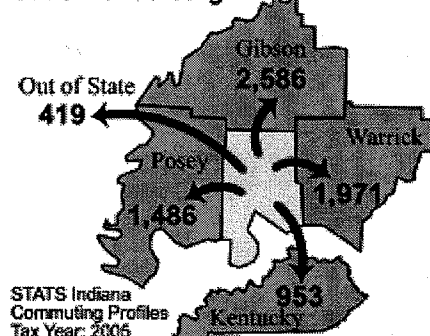 Gibson
2,586
Out of State
419
Warrick
1,971
Posey
1,486
953
Kentucky
STATS Indiana
Commuting Profiles
Tax Year: 2005